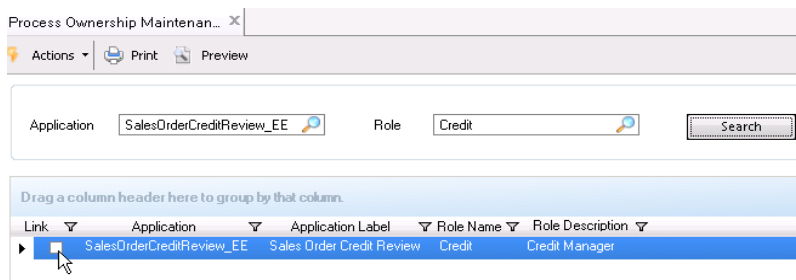 Process Ownership Maintenan...
Actions Print Preview
Application SalesOrderCreditReview_EE Role Credit Search
Drag a column header here to group by that column.
Link Application Application Label Role Name Role Description
SalesOrderCreditReview_EE Sales Order Credit Review Credit Credit Manager